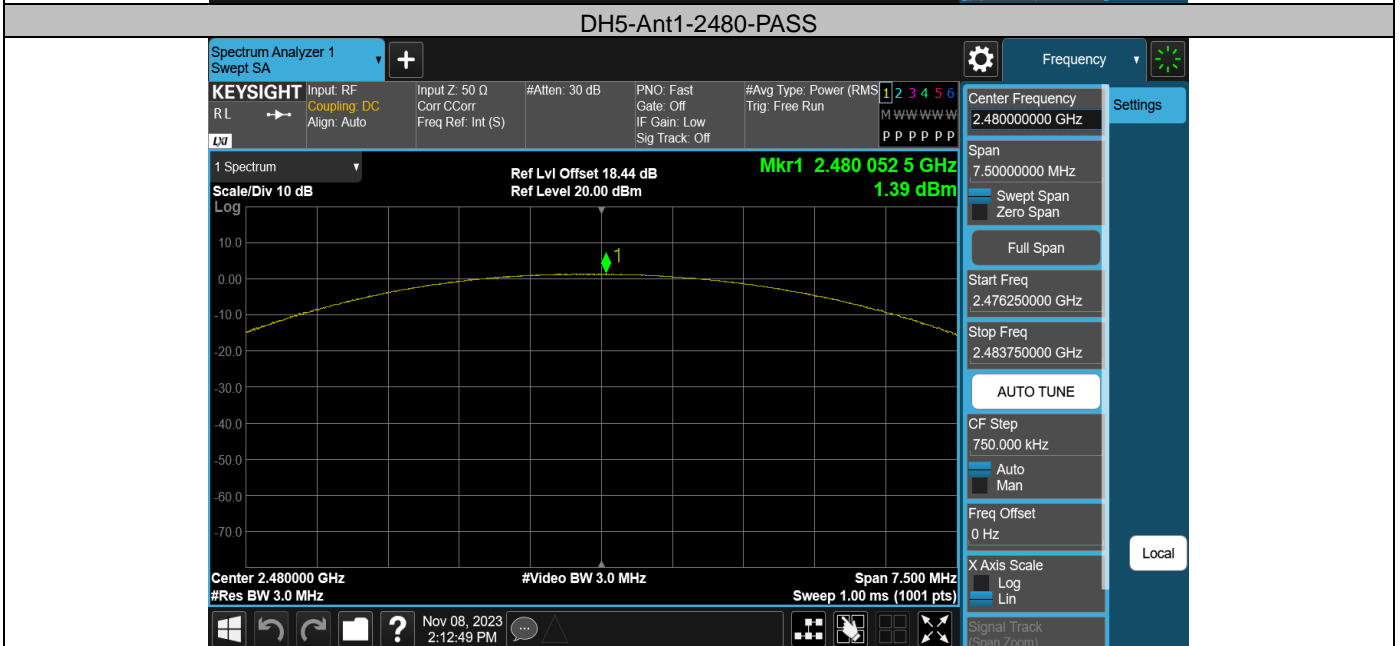 DH5-Ant1-2480-PASS
Spectrum Analyzer 1
Swept SA
Frequency
KEYSIGHT
R L
LXI
Input: RF
Coupling: DC
Align: Auto
Input Z: 50 Ω
Corr CCorr
Freq Ref: Int (S)
#Atten: 30 dB
PNO: Fast
Gate: Off
IF Gain: Low
Sig Track: Off
#Avg Type: Power (RMS
Trig: Free Run
1 2 3 4 5 6
M W W W W W
P P P P P P
1 Spectrum
Scale/Div 10 dB
Log
Ref Lvl Offset 18.44 dB
Ref Level 20.00 dBm
Mkr1 2.480 052 5 GHz
1.39 dBm
1
10.0
0.00
-10.0
-20.0
-30.0
-40.0
-50.0
-60.0
-70.0
Center 2.480000 GHz
#Res BW 3.0 MHz
#Video BW 3.0 MHz
Span 7.500 MHz
Sweep 1.00 ms (1001 pts)
Nov 08, 2023
2:12:49 PM
Center Frequency
2.480000000 GHz
Settings
Span
7.50000000 MHz
Swept Span
Zero Span
Full Span
Start Freq
2.476250000 GHz
Stop Freq
2.483750000 GHz
AUTO TUNE
CF Step
750.000 kHz
Auto
Man
Freq Offset
0 Hz
X Axis Scale
Log
Lin
Local
Signal Track
(Span Zoom)